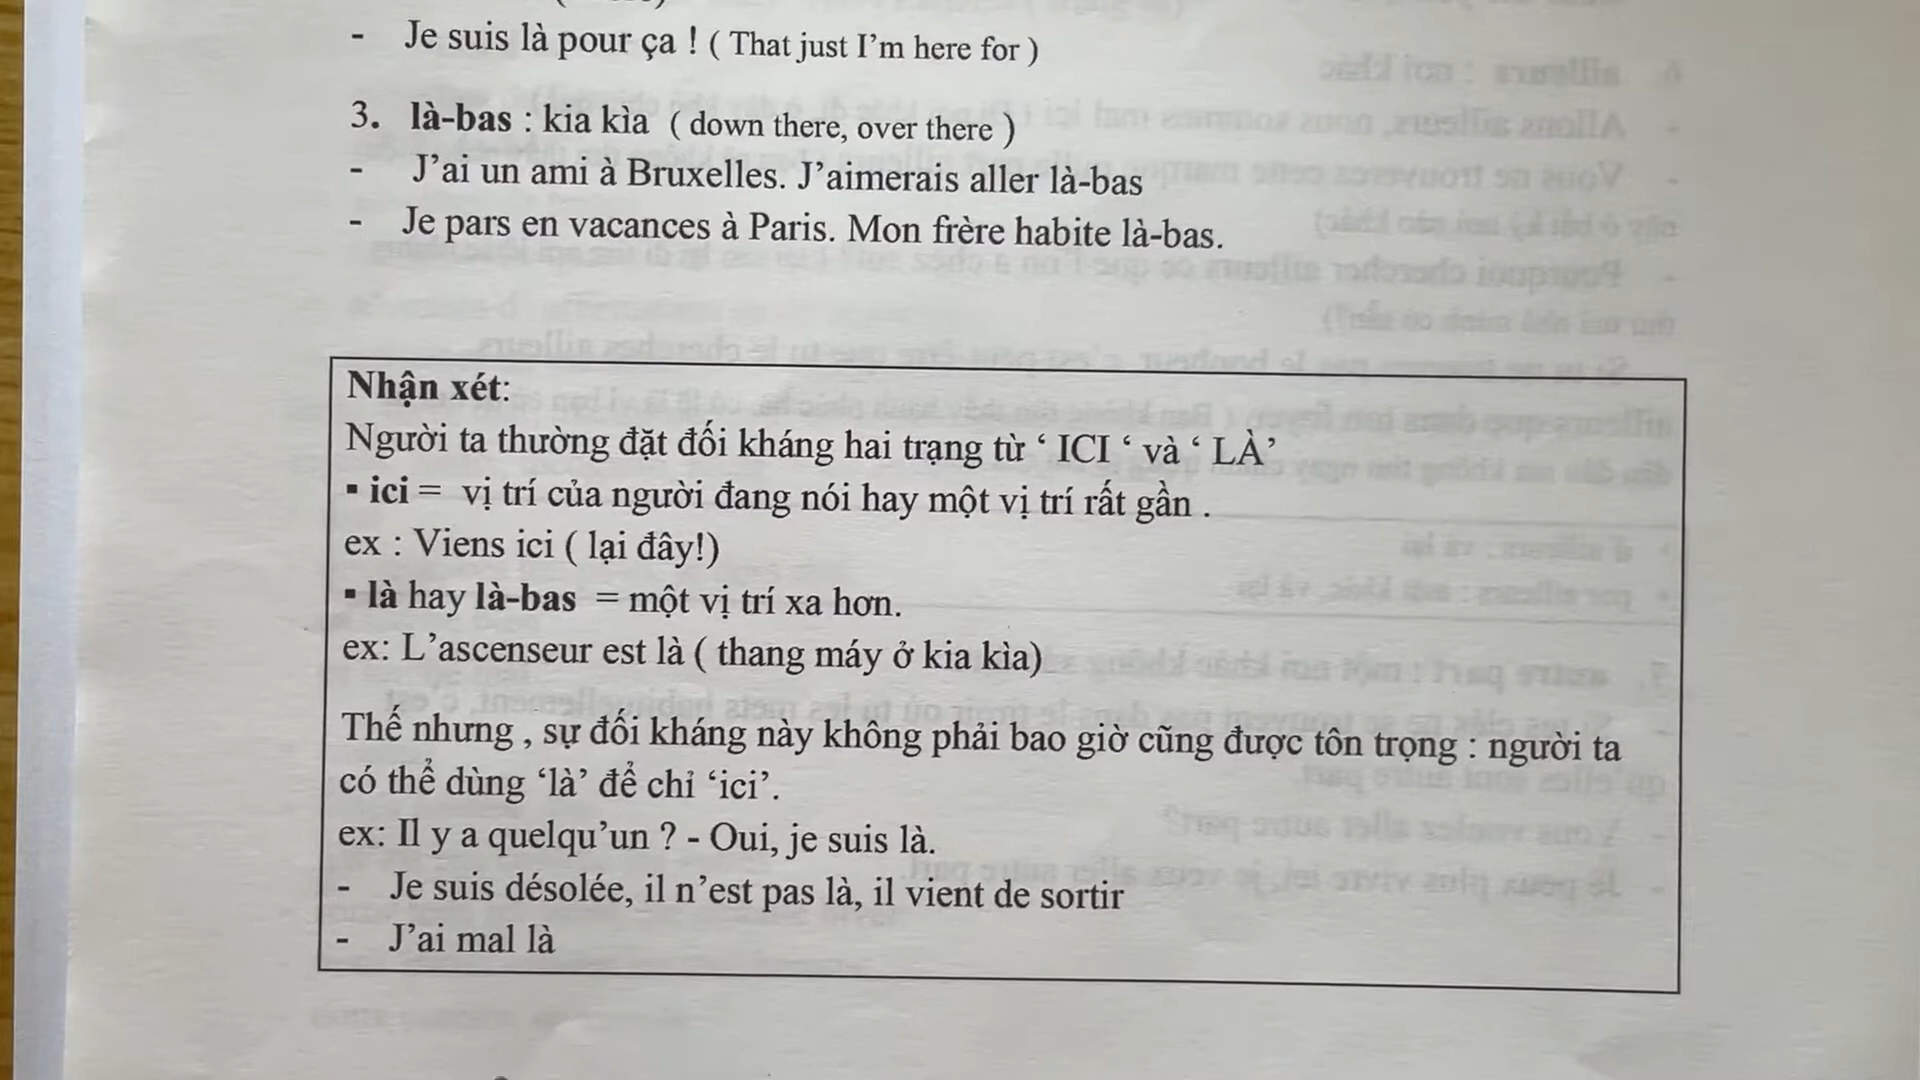 - Je suis là pour ça ! ( That just I’m here for )
3. là-bas : kia kìa ( down there, over there )
- J’ai un ami à Bruxelles. J’aimerais aller là-bas
- Je pars en vacances à Paris. Mon frère habite là-bas.
Nhận xét:
Người ta thường đặt đối kháng hai trạng từ ‘ ICI ‘ và ‘ LÀ’
▪ ici = vị trí của người đang nói hay một vị trí rất gần .
ex : Viens ici ( lại đây!)
▪ là hay là-bas = một vị trí xa hơn.
ex: L’ascenseur est là ( thang máy ở kia kìa)
Thế nhưng , sự đối kháng này không phải bao giờ cũng được tôn trọng : người ta
có thể dùng ‘là’ để chỉ ‘ici’.
ex: Il y a quelqu’un ? - Oui, je suis là.
- Je suis désolée, il n’est pas là, il vient de sortir
- J’ai mal là